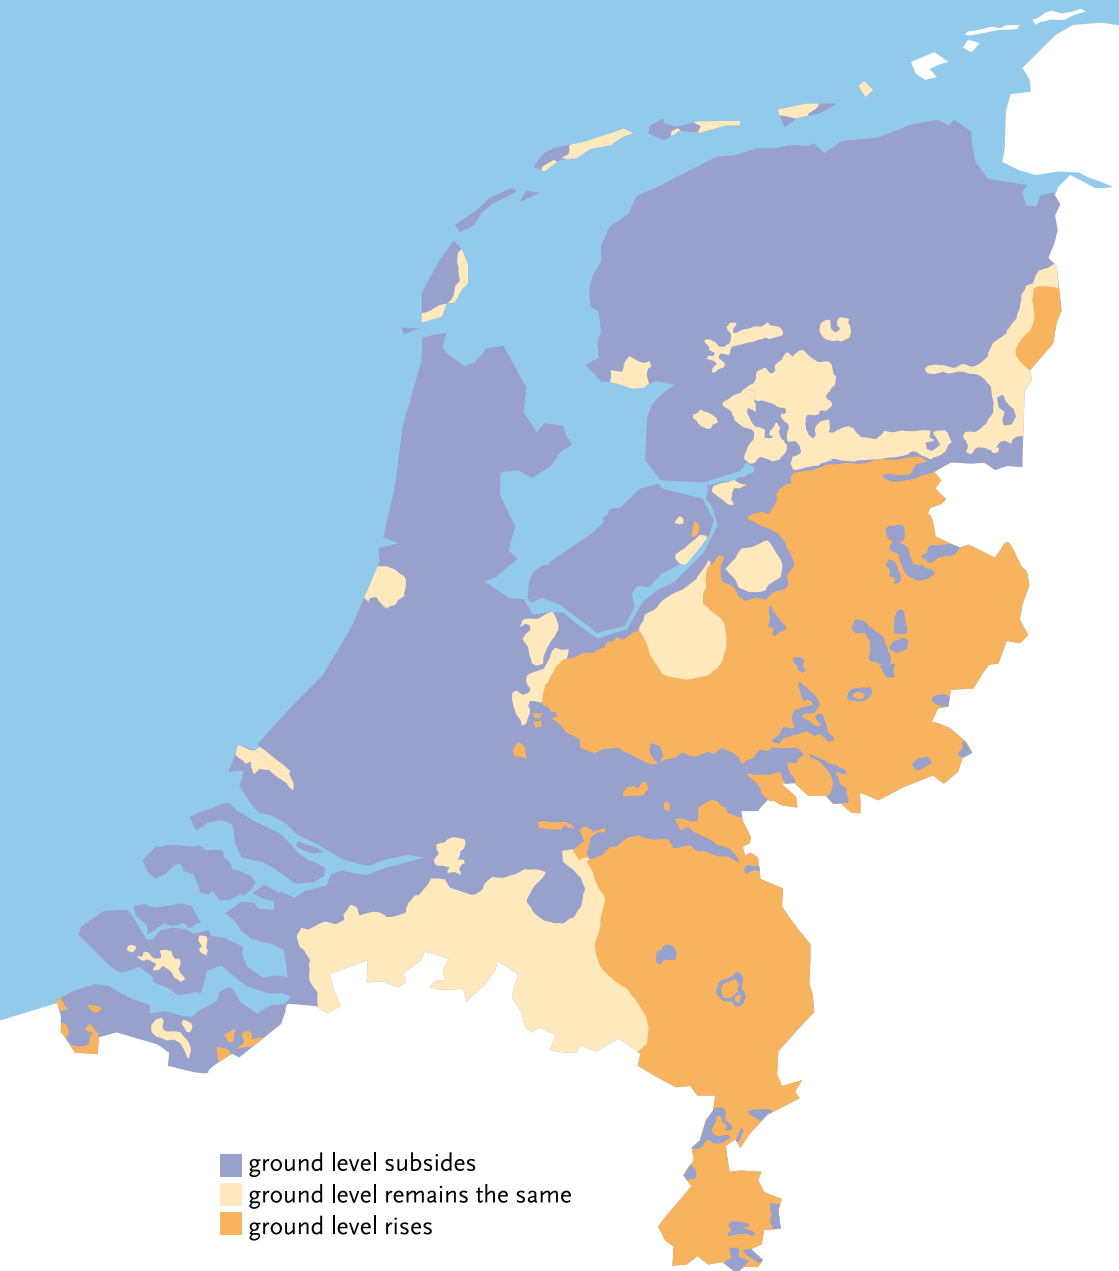 ground level subsides
ground level remains the same
ground level rises